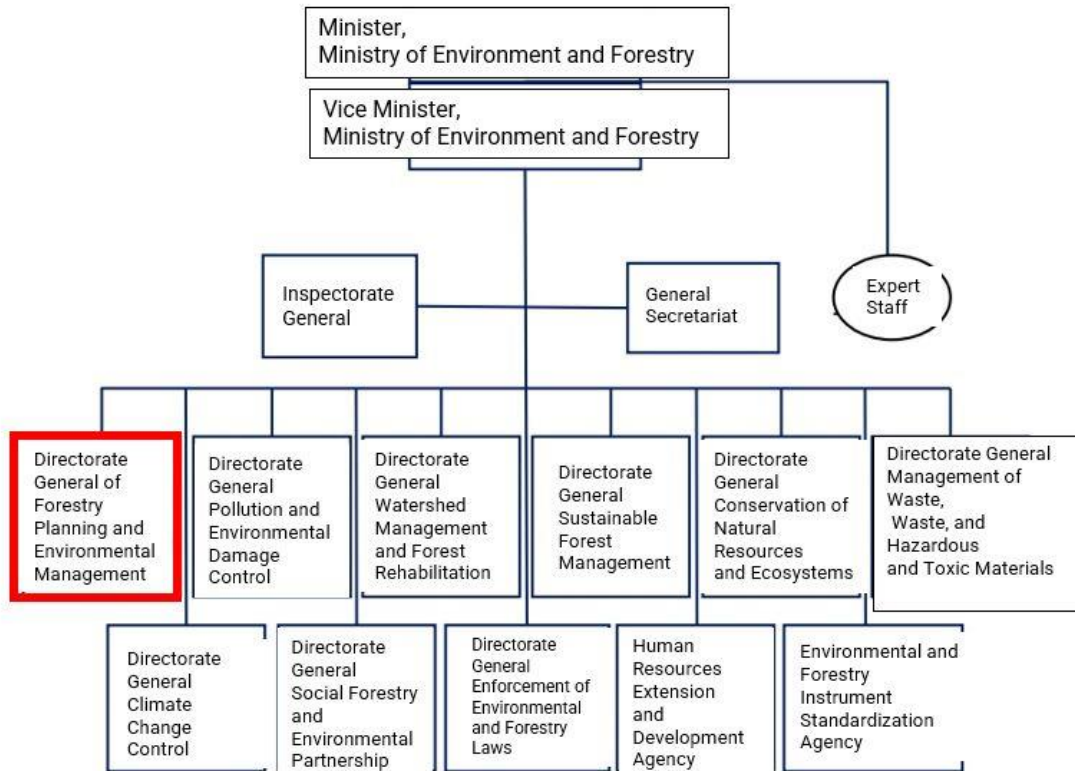 Minister,
Ministry of Environment and Forestry
Vice Minister,
Ministry of Environment and Forestry
Inspectorate
General
General
Secretariat
Expert
Staff
Directorate
General of
Forestry
Planning and
Environmental
Management
Directorate
General
Pollution and
Environmental
Damage
Control
Directorate
General
Watershed
Management
and Forest
Rehabilitation
Directorate
General
Sustainable
Forest
Management
Directorate
General
Conservation of
Natural
Resources
and Ecosystems
Directorate General
Management of
Waste,
Waste, and
Hazardous
and Toxic Materials
Directorate
General
Climate
Change
Control
Directorate
General
Social Forestry
and
Environmental
Partnership
Directorate
General
Enforcement of
Environmental
and Forestry
Laws
Human
Resources
Extension
and
Development
Agency
Environmental and
Forestry
Instrument
Standardization
Agency